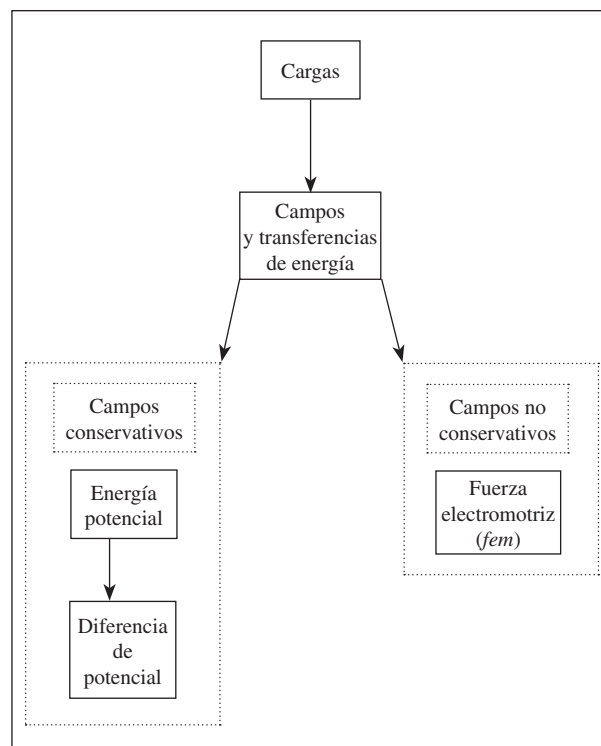 Cargas
Campos
y transferencias
de energía
Campos
conservativos
Energía
potencial
Diferencia
de
potencial
Campos no
conservativos
Fuerza
electromotriz
(fem)